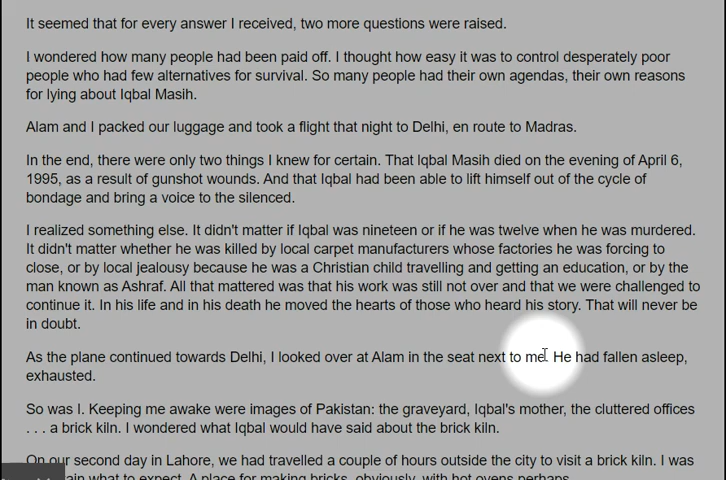 It seemed that for every answer I received, two more questions were raised.
I wondered how many people had been paid off. I thought how easy it was to control desperately poor
people who had few alternatives for survival. So many people had their own agendas, their own reasons
for lying about Iqbal Masih.
Alam and I packed our luggage and took a flight that night to Delhi, en route to Madras.
In the end, there were only two things I knew for certain. That Iqbal Masih died on the evening of April 6,
1995, as a result of gunshot wounds. And that Iqbal had been able to lift himself out of the cycle of
bondage and bring a voice to the silenced.
I realized something else. It didn't matter if Iqbal was nineteen or if he was twelve when he was murdered.
It didn't matter whether he was killed by local carpet manufacturers whose factories he was forcing to
close, or by local jealousy because he was a Christian child travelling and getting an education, or by the
man known as Ashraf. All that mattered was that his work was still not over and that we were challenged to
continue it. In his life and in his death he moved the hearts of those who heard his story. That will never be
in doubt.
As the plane continued towards Delhi, I looked over at Alam in the seat next to me. He had fallen asleep,
exhausted.
So was I. Keeping me awake were images of Pakistan: the graveyard, Iqbal's mother, the cluttered offices
. . . a brick kiln. I wondered what Iqbal would have said about the brick kiln.
On our second day in Lahore, we had travelled a couple of hours outside the city to visit a brick kiln. I was
what to expect. A place for making bricks, obviously, with hot ovens perhaps.